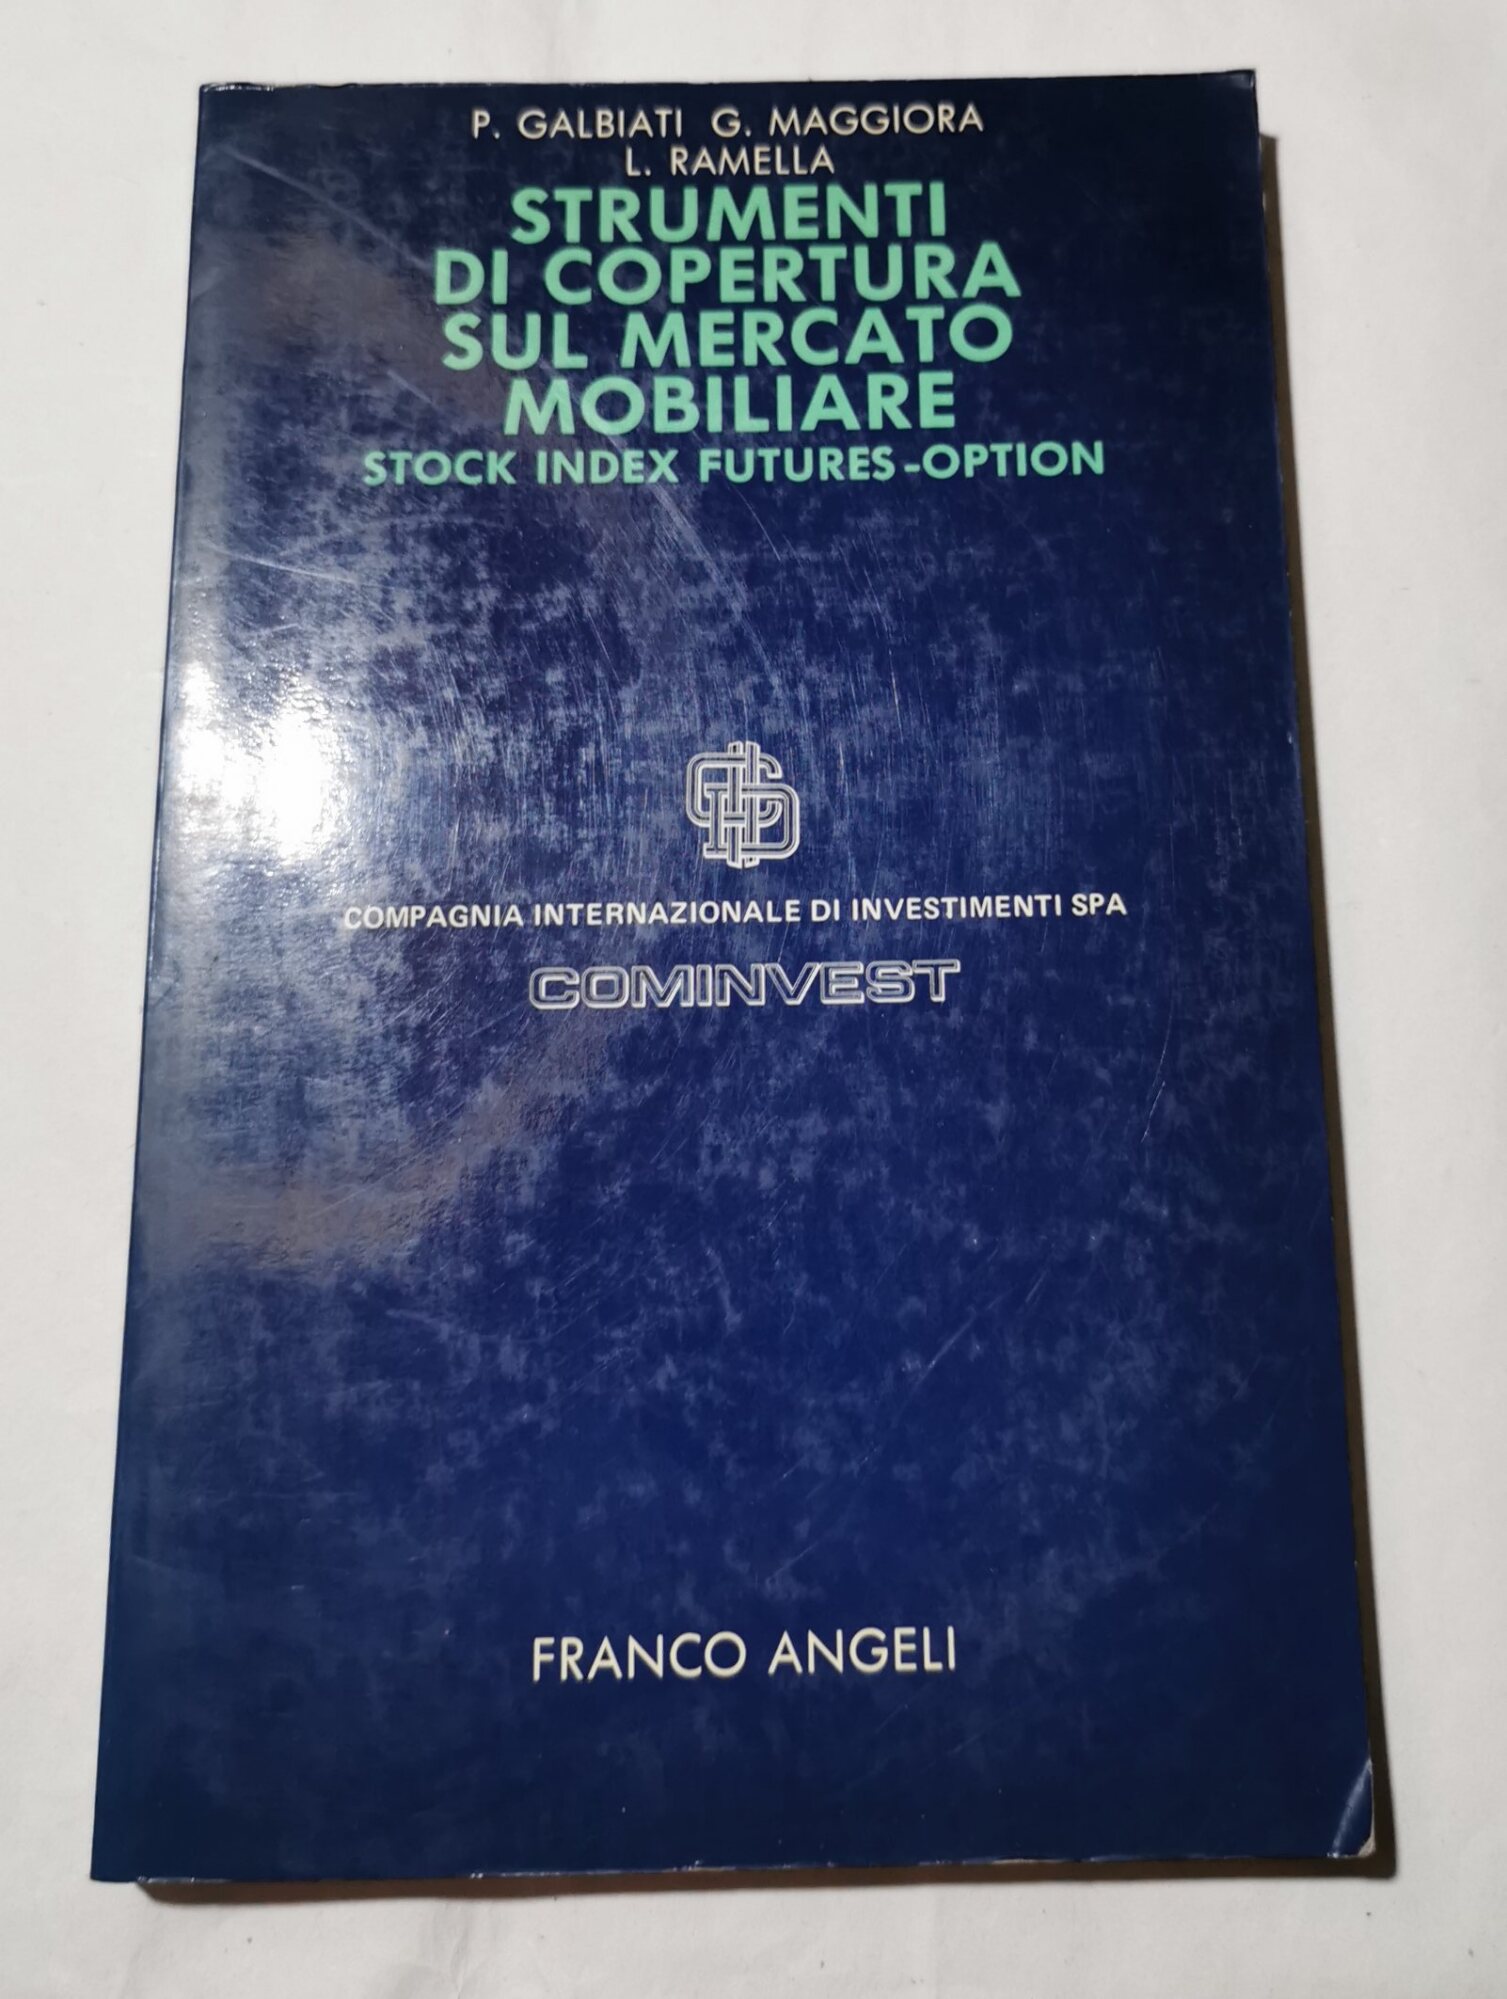 P. GALBIATI G. MAGGIORA
L. RAMELLA
STRUMENTI
DI COPERTURA
SUL MERCATO
MOBILIARE
STOCK INDEX FUTURES-OPTION
COMPAGNIA INTERNAZIONALE DI INVESTIMENTI SPA
COMINVEST
FRANCO ANGELI